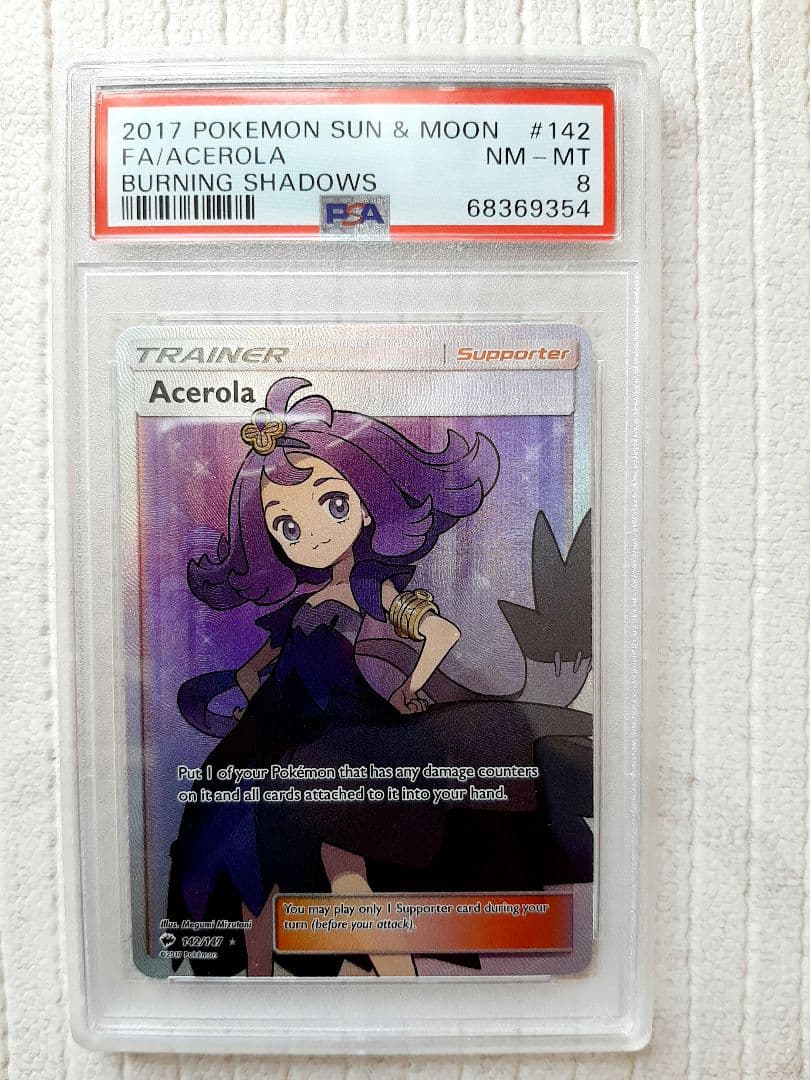 2017 POKEMON SUN & MOON #142
FA/ACEROLA NM - MT
BURNING SHADOWS 8
PSA 68369354
TRAINER Supporter
Acerola
Put 1 of your Pokémon that has any damage counters
on it and all cards attached to it into your hand.
You may play only 1 Supporter card during your
turn (before your attack).
Illus. Megumi Mizutani
142/147 ★
©2017 Pokémon